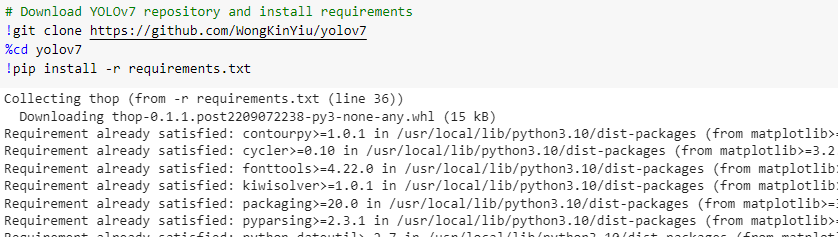 # Download YOLOv7 repository and install requirements
!git clone https://github.com/WongKinYiu/yolov7
%cd yolov7
!pip install -r requirements.txt
Collecting thop (from -r requirements.txt (line 36))
Downloading thop-0.1.1.post2209072238-py3-none-any.whl (15 kB)
Requirement already satisfied: contourpy>=1.0.1 in /usr/local/lib/python3.10/dist-packages (from matplotlib>=
Requirement already satisfied: cycler>=0.10 in /usr/local/lib/python3.10/dist-packages (from matplotlib>=3.2
Requirement already satisfied: fonttools>=4.22.0 in /usr/local/lib/python3.10/dist-packages (from matplotlib
Requirement already satisfied: kiwisolver>=1.0.1 in /usr/local/lib/python3.10/dist-packages (from matplotlib
Requirement already satisfied: packaging>=20.0 in /usr/local/lib/python3.10/dist-packages (from matplotlib>=
Requirement already satisfied: pyparsing>=2.3.1 in /usr/local/lib/python3.10/dist-packages (from matplotlib>
Requirement already satisfied: python-dateutil>=2.7 in /usr/local/lib/python3.10/dist-packages (from